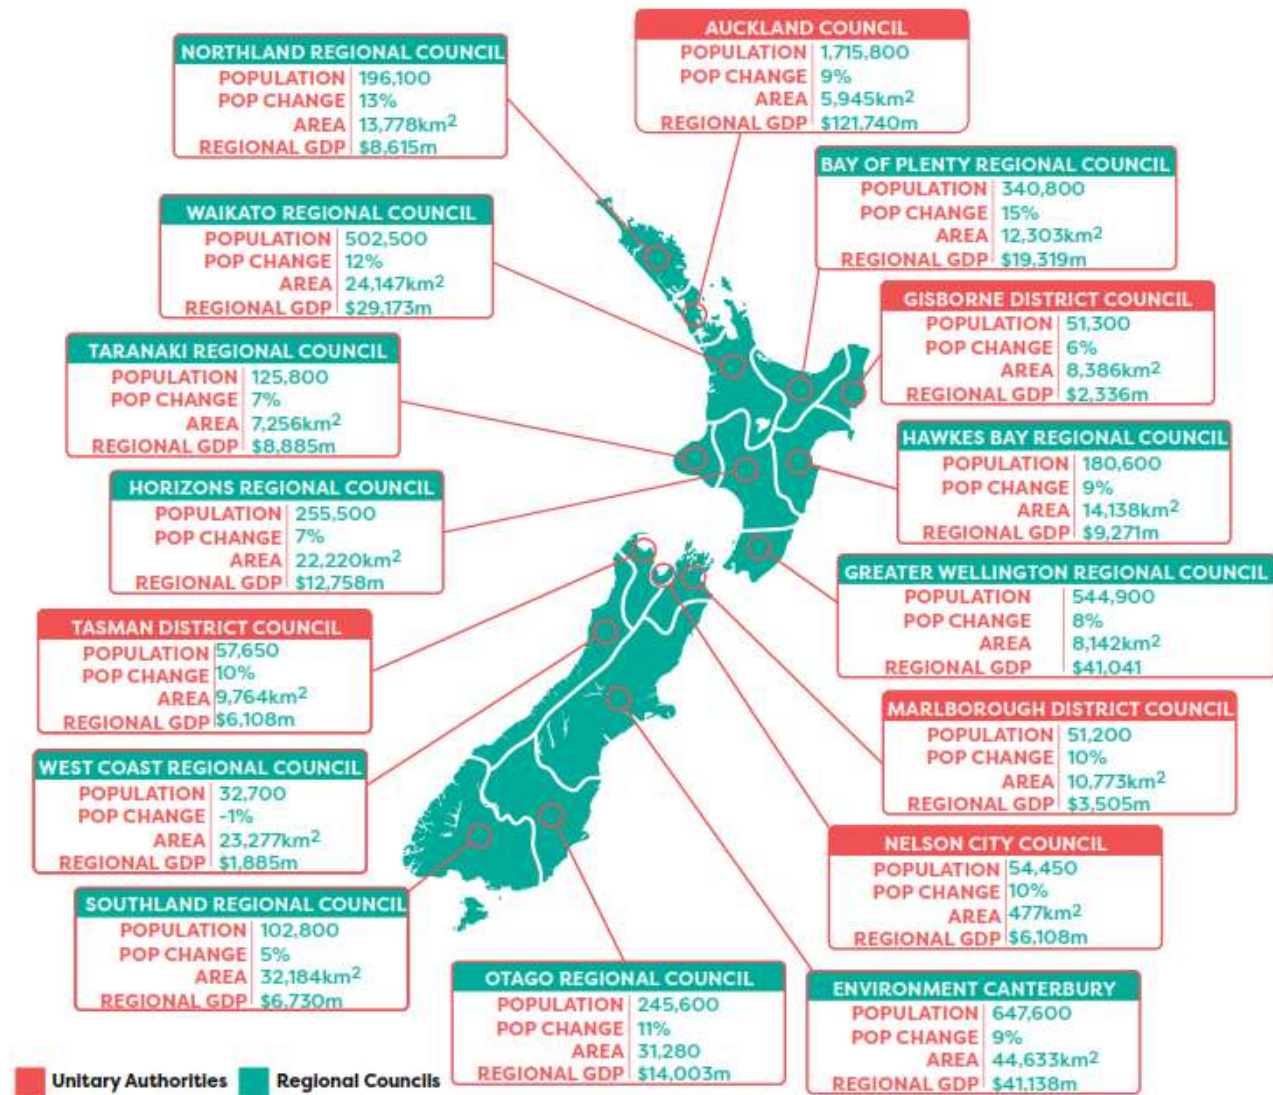 NORTHLAND REGIONAL COUNCIL
POPULATION 196,100
POP CHANGE 13%
AREA 13,778km²
REGIONAL GDP $8,615m
AUCKLAND COUNCIL
POPULATION 1,715,800
POP CHANGE 9%
AREA 5,945km²
REGIONAL GDP $121,740m
WAIKATO REGIONAL COUNCIL
POPULATION 502,500
POP CHANGE 12%
AREA 24,147km²
REGIONAL GDP $29,173m
BAY OF PLENTY REGIONAL COUNCIL
POPULATION 340,800
POP CHANGE 15%
AREA 12,303km²
REGIONAL GDP $19,319m
GISBORNE DISTRICT COUNCIL
POPULATION 51,300
POP CHANGE 6%
AREA 8,386km²
REGIONAL GDP $2,336m
TARANAKI REGIONAL COUNCIL
POPULATION 125,800
POP CHANGE 7%
AREA 7,256km²
REGIONAL GDP $8,885m
HAWKES BAY REGIONAL COUNCIL
POPULATION 180,600
POP CHANGE 9%
AREA 14,138km²
REGIONAL GDP $9,271m
HORIZONS REGIONAL COUNCIL
POPULATION 255,500
POP CHANGE 7%
AREA 22,220km²
REGIONAL GDP $12,758m
GREATER WELLINGTON REGIONAL COUNCIL
POPULATION 544,900
POP CHANGE 8%
AREA 8,142km²
REGIONAL GDP $41,041
TASMAN DISTRICT COUNCIL
POPULATION 57,650
POP CHANGE 10%
AREA 9,764km²
REGIONAL GDP $6,108m
MARLBOROUGH DISTRICT COUNCIL
POPULATION 51,200
POP CHANGE 10%
AREA 10,773km²
REGIONAL GDP $3,505m
WEST COAST REGIONAL COUNCIL
POPULATION 32,700
POP CHANGE -1%
AREA 23,277km²
REGIONAL GDP $1,885m
NELSON CITY COUNCIL
POPULATION 54,450
POP CHANGE 10%
AREA 477km²
REGIONAL GDP $6,108m
SOUTHLAND REGIONAL COUNCIL
POPULATION 102,800
POP CHANGE 5%
AREA 32,184km²
REGIONAL GDP $6,730m
OTAGO REGIONAL COUNCIL
POPULATION 245,600
POP CHANGE 11%
AREA 31,280
REGIONAL GDP $14,003m
ENVIRONMENT CANTERBURY
POPULATION 647,600
POP CHANGE 9%
AREA 44,633km²
REGIONAL GDP $41,138m
Unitary Authorities Regional Councils